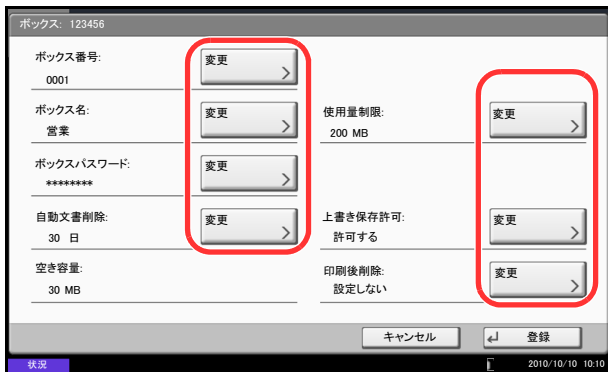 ボックス: 123456
ボックス番号:
0001
変更
ボックス名:
営業
変更
使用量制限:
200 MB
変更
ボックスパスワード:
********
変更
自動文書削除:
30 日
変更
上書き保存許可:
許可する
変更
空き容量:
30 MB
印刷後削除:
設定しない
変更
キャンセル
登録
状況
2010/10/10 10:10